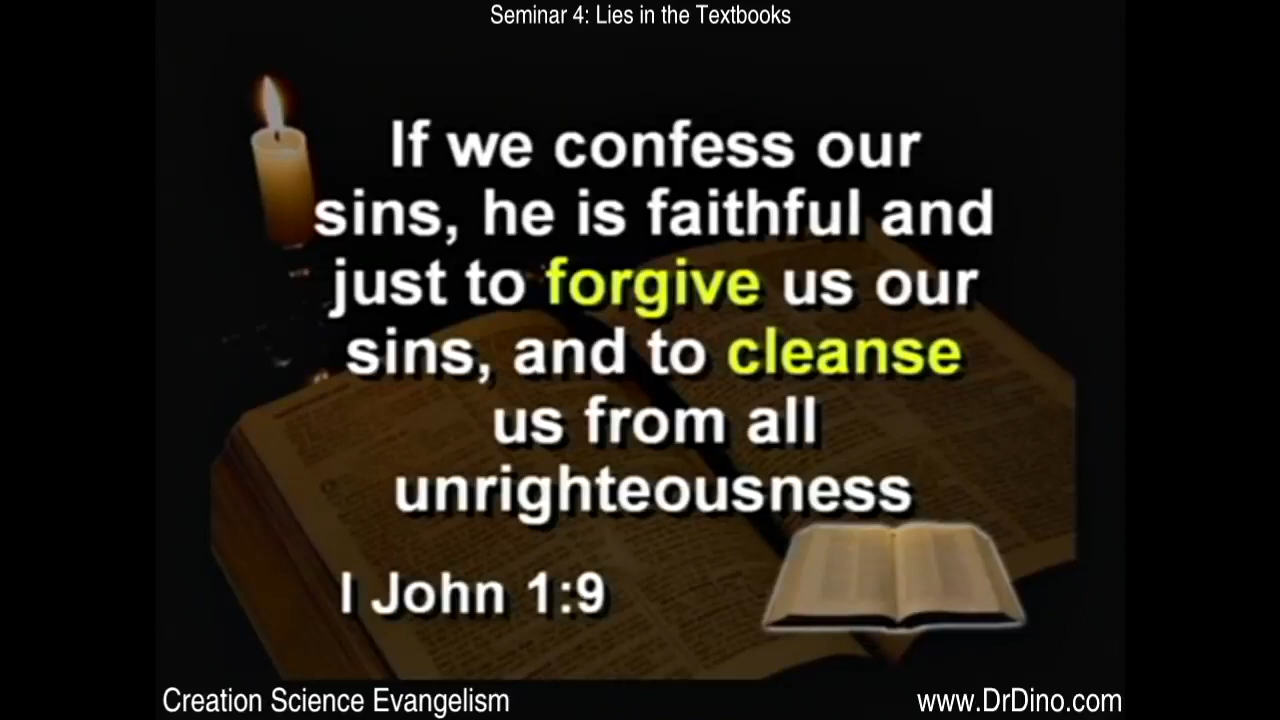 Seminar 4: Lies in the Textbooks
If we confess our
sins, he is faithful and
just to forgive us our
sins, and to cleanse
us from all
unrighteousness
I John 1:9
Creation Science Evangelism
www.DrDino.com